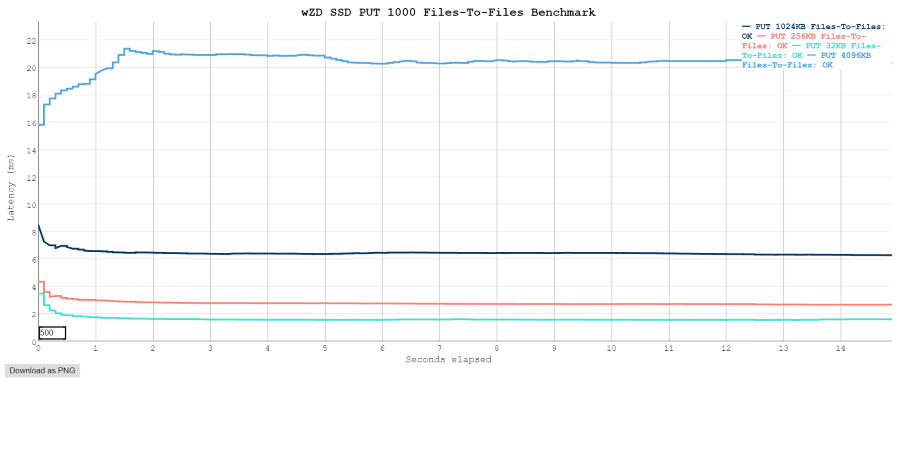 wZD SSD PUT 1000 Files-To-Files Benchmark
— PUT 1024KB Files-To-Files:
OK — PUT 256KB Files-To-
Files: OK — PUT 32KB Files-
To-Files: OK — PUT 4096KB
Files-To-Files: OK
Latency (ms)
22
20
18
16
14
12
10
8
6
4
2
0
500
0 1 2 3 4 5 6 7 8 9 10 11 12 13 14
Seconds elapsed
Download as PNG